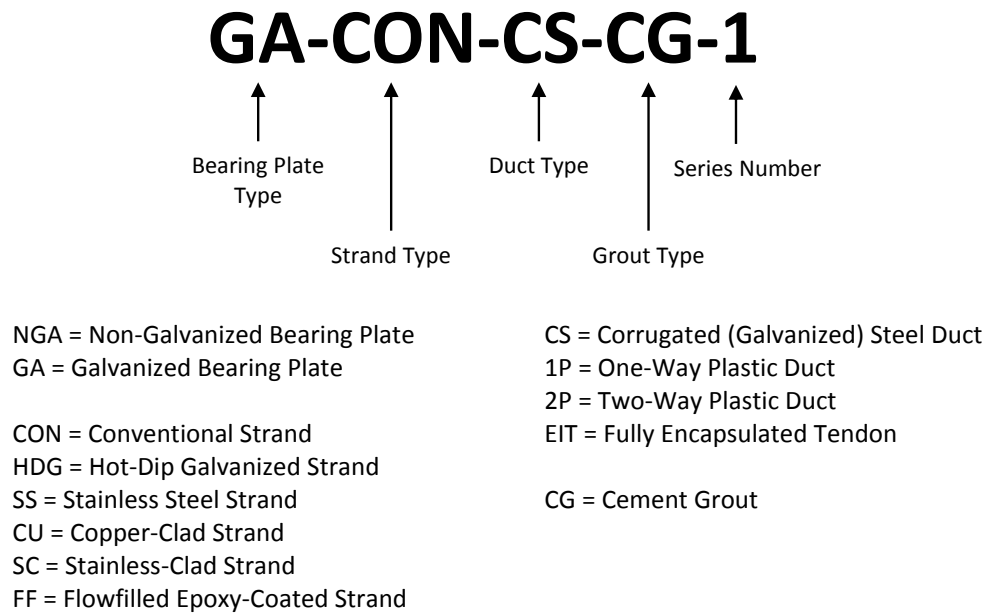 GA-CON-CS-CG-1
Bearing Plate
Type
Duct Type
Series Number
Strand Type
Grout Type
NGA = Non-Galvanized Bearing Plate
GA = Galvanized Bearing Plate
CON = Conventional Strand
HDG = Hot-Dip Galvanized Strand
SS = Stainless Steel Strand
CU = Copper-Clad Strand
SC = Stainless-Clad Strand
FF = Flowfilled Epoxy-Coated Strand
CS = Corrugated (Galvanized) Steel Duct
1P = One-Way Plastic Duct
2P = Two-Way Plastic Duct
EIT = Fully Encapsulated Tendon
CG = Cement Grout